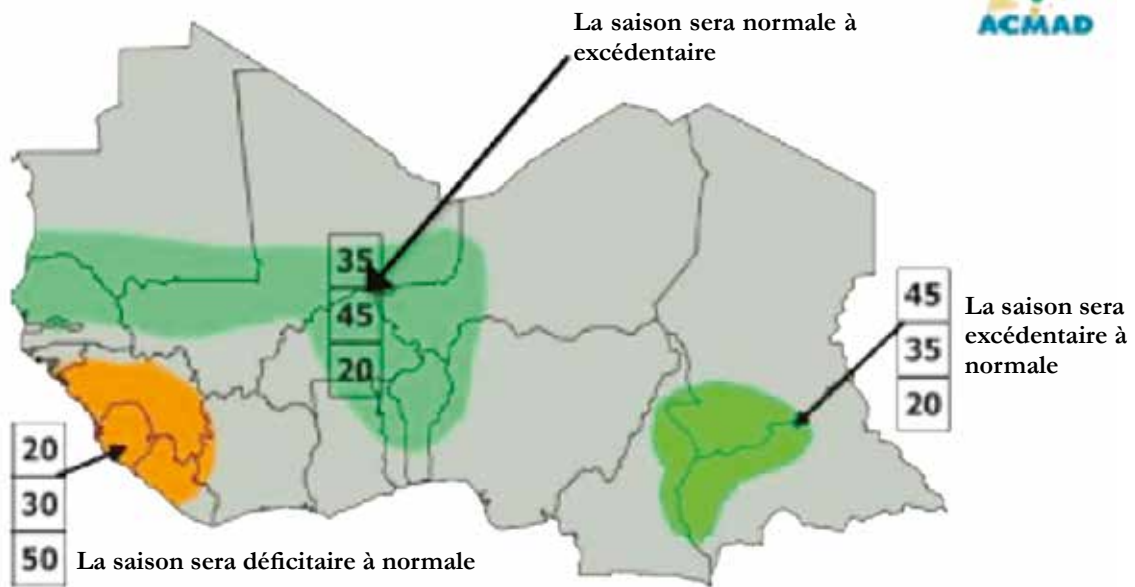 La saison sera normale à
excédentaire
ACMAD
35
45
20
45
35
20
La saison sera
excédentaire à
normale
20
30
50
La saison sera déficitaire à normale